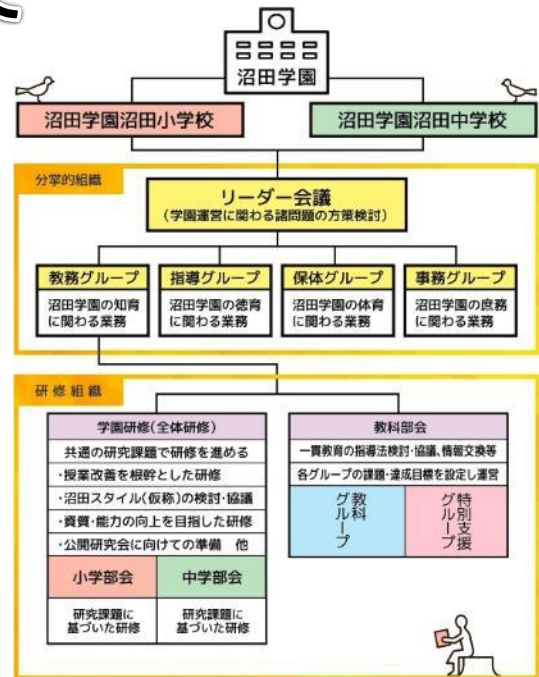 沼田学園
沼田学園沼田小学校
沼田学園沼田中学校
分掌的組織
リーダー会議
(学園運営に関わる諸問題の方策検討)
教務グループ
沼田学園の知育
に関わる業務
指導グループ
沼田学園の徳育
に関わる業務
保体グループ
沼田学園の体育
に関わる業務
事務グループ
沼田学園の庶務
に関わる業務
研修組織
学園研修(全体研修)
共通の研究課題で研修を進める
・授業改善を根幹とした研修
・沼田スタイル(仮称)の検討・協議
・資質・能力の向上を目指した研修
・公開研究会に向けての準備 他
小学部会
研究課題に
基づいた研修
中学部会
研究課題に
基づいた研修
教科部会
一貫教育の指導法検討・協議、情報交換等
各グループの課題・達成目標を設定し運営
教科
グループ
特別支援
グループ